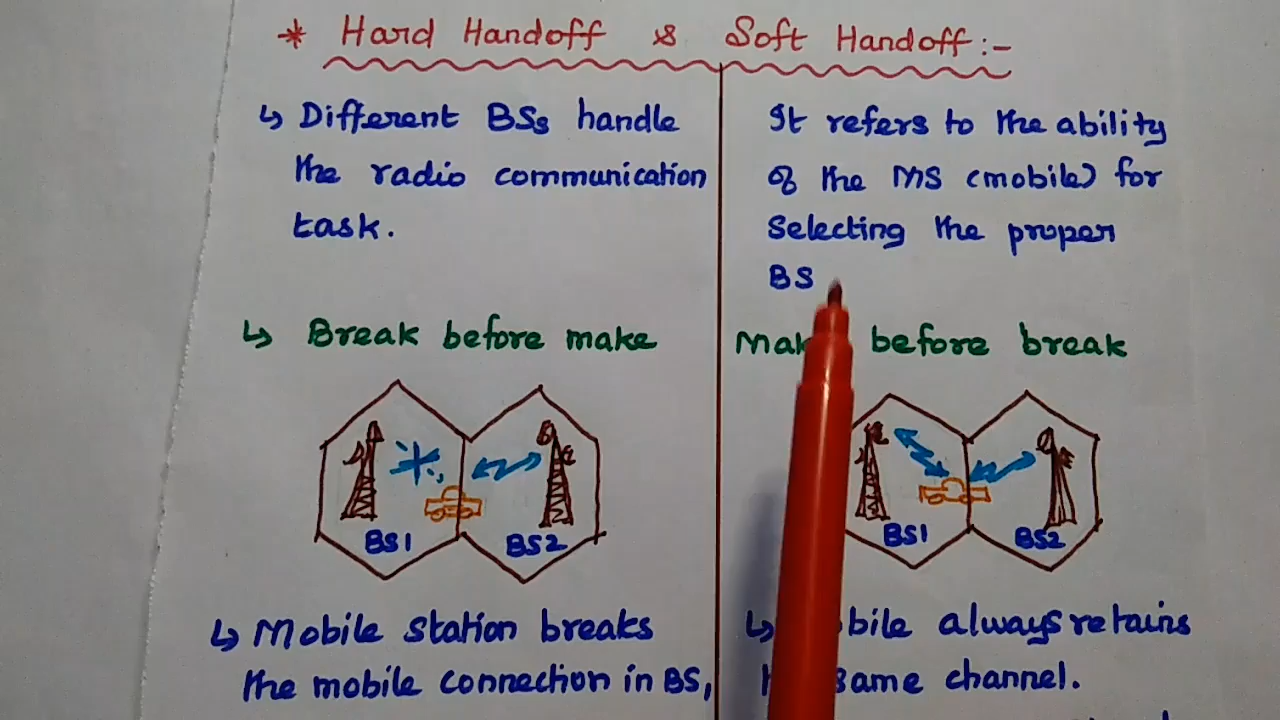 * Hard Handoff & Soft Handoff:-
↳ Different BSs handle
the radio communication
task.
↳ Break before make
BS1 BS2
↳ Mobile station breaks
the mobile connection in BS,
It refers to the ability
of the MS (mobile) for
selecting the proper
BS
before break
BS1 BS2
↳ always retains
same channel.